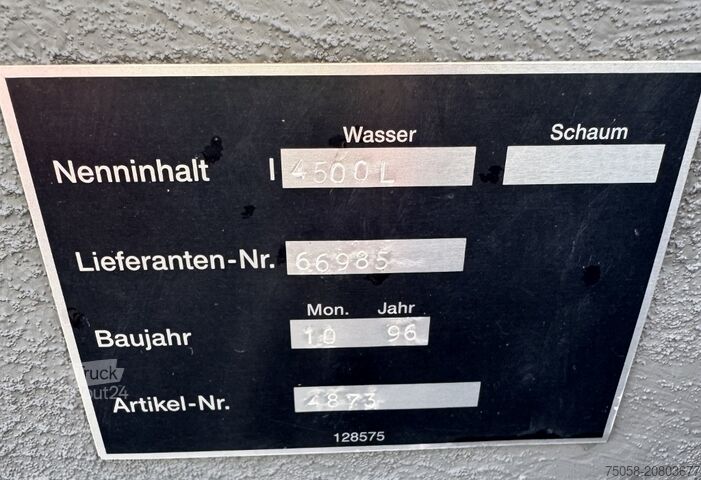 Wasser Schaum
Nenninhalt l 4500L
Lieferanten-Nr. 66985
Mon. Jahr
Baujahr 10 96
Artikel-Nr. 4873
128575
Truck
out24
75058-20803677